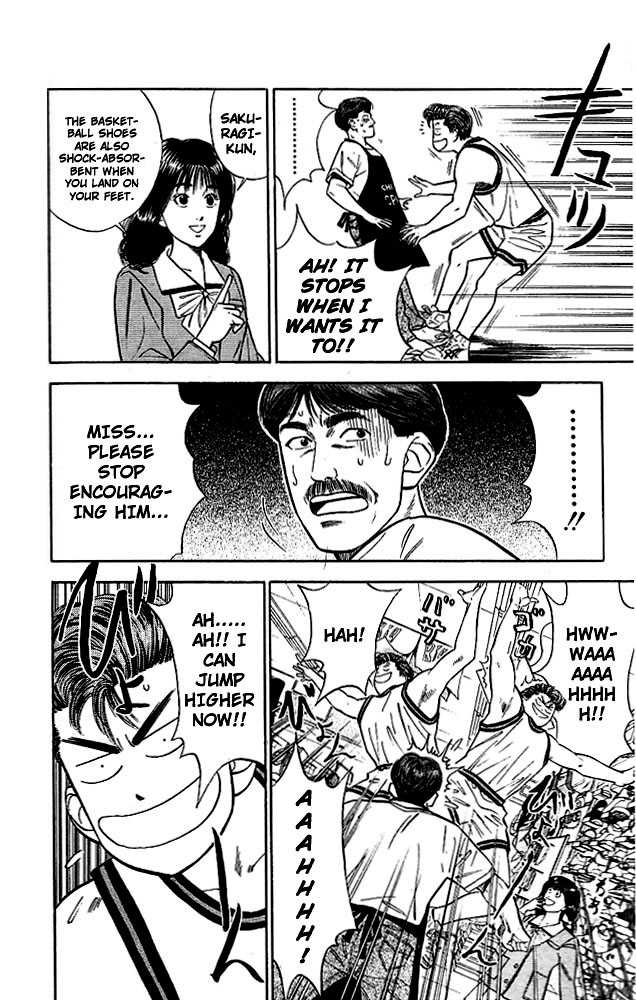 キュッ
AH! IT
STOPS
WHEN I
WANTS IT
TO!!
SAKU-
RAGI-
KUN,
THE BASKET-
BALL SHOES
ARE ALSO
SHOCK-ABSOR-
BENT WHEN
YOU LAND ON
YOUR FEET.
!!
MISS...
PLEASE
STOP
ENCOURAG-
ING HIM...
HWW-
WAAA
AAAA
HHHH
H!!
バサ
HAH!
AAAHHHHH!
AH.....
AH!! I
CAN
JUMP
HIGHER
NOW!!